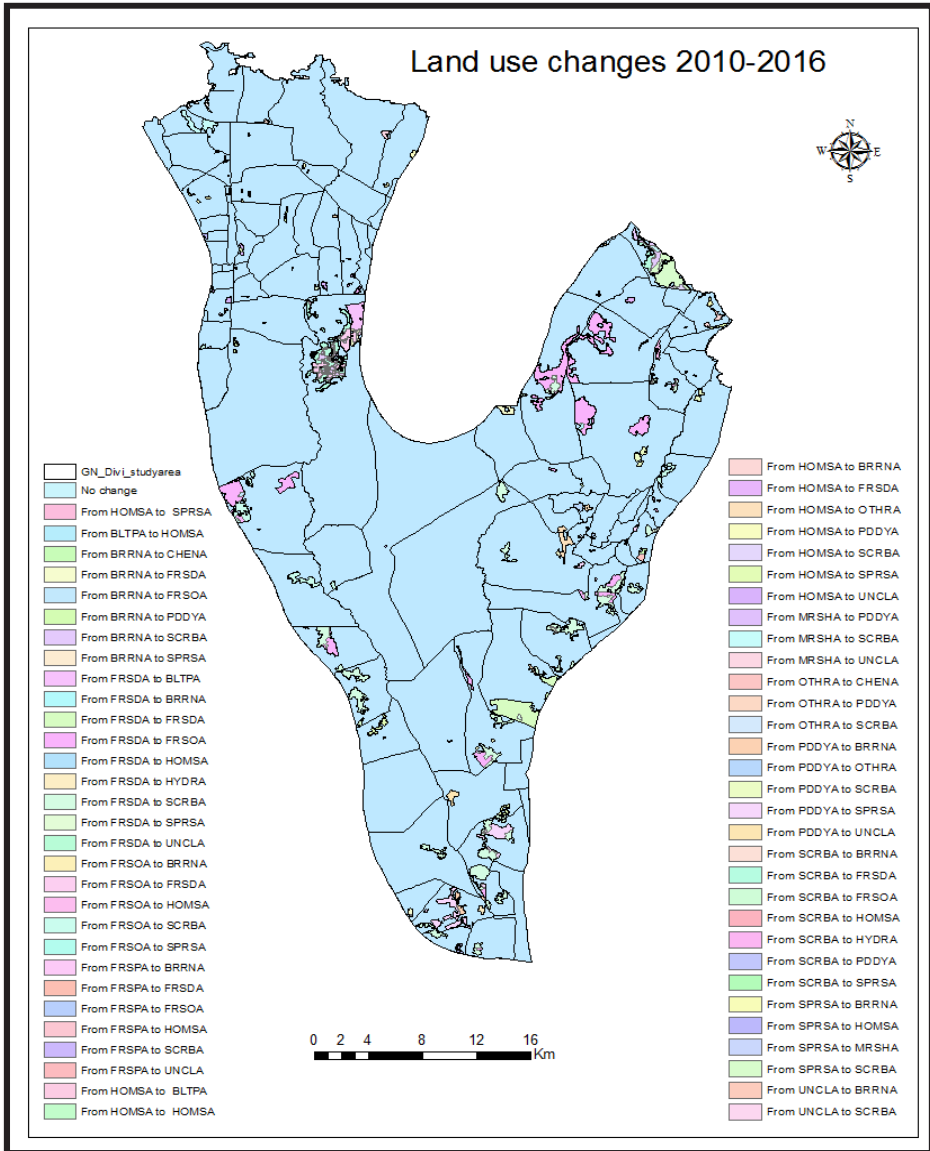 Land use changes 2010-2016
N
W E
S
GN_Divi_studyarea
No change
From HOMSA to SPRSA
From BLTPA to HOMSA
From BRRNA to CHENA
From BRRNA to FRSDA
From BRRNA to FRSOA
From BRRNA to PDDYA
From BRRNA to SCRBA
From BRRNA to SPRSA
From FRSDA to BLTPA
From FRSDA to BRRNA
From FRSDA to FRSDA
From FRSDA to FRSOA
From FRSDA to HOMSA
From FRSDA to HYDRA
From FRSDA to SCRBA
From FRSDA to SPRSA
From FRSDA to UNCLA
From FRSOA to BRRNA
From FRSOA to FRSDA
From FRSOA to HOMSA
From FRSOA to SCRBA
From FRSOA to SPRSA
From FRSPA to BRRNA
From FRSPA to FRSDA
From FRSPA to FRSOA
From FRSPA to HOMSA
From FRSPA to SCRBA
From FRSPA to UNCLA
From HOMSA to BLTPA
From HOMSA to HOMSA
From HOMSA to BRRNA
From HOMSA to FRSDA
From HOMSA to OTHRA
From HOMSA to PDDYA
From HOMSA to SCRBA
From HOMSA to SPRSA
From HOMSA to UNCLA
From MRSHA to PDDYA
From MRSHA to SCRBA
From MRSHA to UNCLA
From OTHRA to CHENA
From OTHRA to PDDYA
From OTHRA to SCRBA
From PDDYA to BRRNA
From PDDYA to OTHRA
From PDDYA to SCRBA
From PDDYA to SPRSA
From PDDYA to UNCLA
From SCRBA to BRRNA
From SCRBA to FRSDA
From SCRBA to FRSOA
From SCRBA to HOMSA
From SCRBA to HYDRA
From SCRBA to PDDYA
From SCRBA to SPRSA
From SPRSA to BRRNA
From SPRSA to HOMSA
From SPRSA to MRSHA
From SPRSA to SCRBA
From UNCLA to BRRNA
From UNCLA to SCRBA
0 2 4 8 12 16
Km